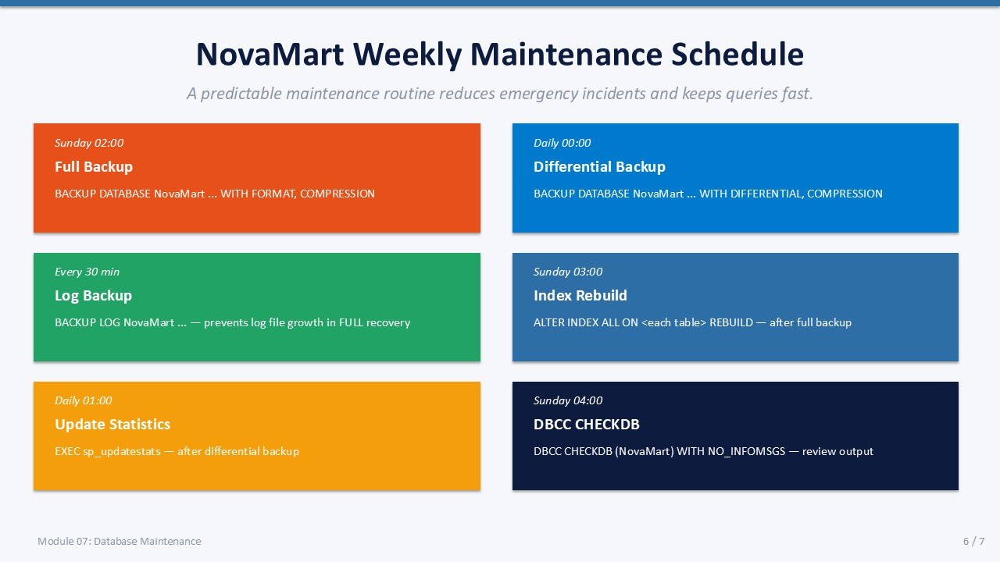 NovaMart Weekly Maintenance Schedule
A predictable maintenance routine reduces emergency incidents and keeps queries fast.
Sunday 02:00
Full Backup
BACKUP DATABASE NovaMart ... WITH FORMAT, COMPRESSION
Daily 00:00
Differential Backup
BACKUP DATABASE NovaMart ... WITH DIFFERENTIAL, COMPRESSION
Every 30 min
Log Backup
BACKUP LOG NovaMart ... — prevents log file growth in FULL recovery
Sunday 03:00
Index Rebuild
ALTER INDEX ALL ON <each table> REBUILD — after full backup
Daily 01:00
Update Statistics
EXEC sp_updatestats — after differential backup
Sunday 04:00
DBCC CHECKDB
DBCC CHECKDB (NovaMart) WITH NO_INFOMSGS — review output
Module 07: Database Maintenance
6 / 7